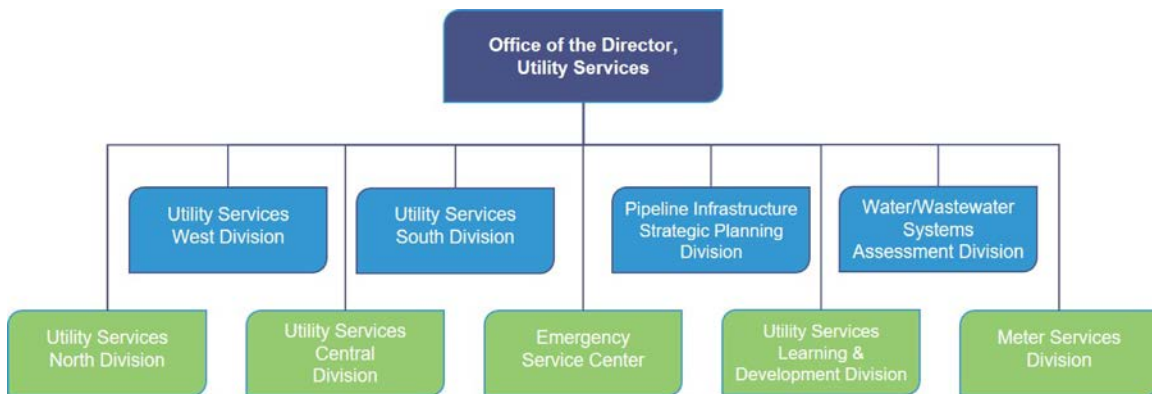 Office of the Director,
Utility Services
Utility Services
West Division
Utility Services
South Division
Pipeline Infrastructure
Strategic Planning
Division
Water/Wastewater
Systems
Assessment Division
Utility Services
North Division
Utility Services
Central
Division
Emergency
Service Center
Utility Services
Learning &
Development Division
Meter Services
Division